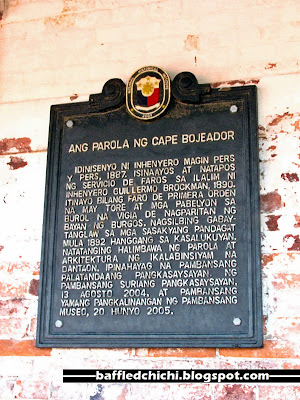 ANG PAROLA NG CAPE BOJEADOR
IDINISENYO NI INHENYERO MAGIN PERS
Y PERS, 1887. ISINAAYOS AT NATAPOS
NG SERVICIO DE FAROS SA ILALIM NI
INHENYERO GUILLERMO BROCKMAN, 1890.
ITINAYO BILANG FARO DE PRIMERA ORDEN
NA MAY TORE AT MGA PABELYON SA
BUROL NA VIGIA DE NAGPARITAN NG
BAYAN NG BURGOS. NAGSILBING GABAY
TANGLAW SA MGA SASAKYANG PANDAGAT
MULA 1892 HANGGANG SA KASALUKUYAN.
NATATANGING HALIMBAWA NG PAROLA AT
ARKITEKTURA NG IKALABINSIYAM NA
DANTAON. IPINAHAYAG NA PAMBANSANG
PALATANDAANG PANGKASAYSAYAN NG
PAMBANSANG SURIANG PANGKASAYSAYAN,
13 AGOSTO 2004, AT PAMBANSANG
YAMANG PANGKALINANGAN NG PAMBANSANG
MUSEO, 20 HUNYO 2005.
baffledchichi.blogspot.com